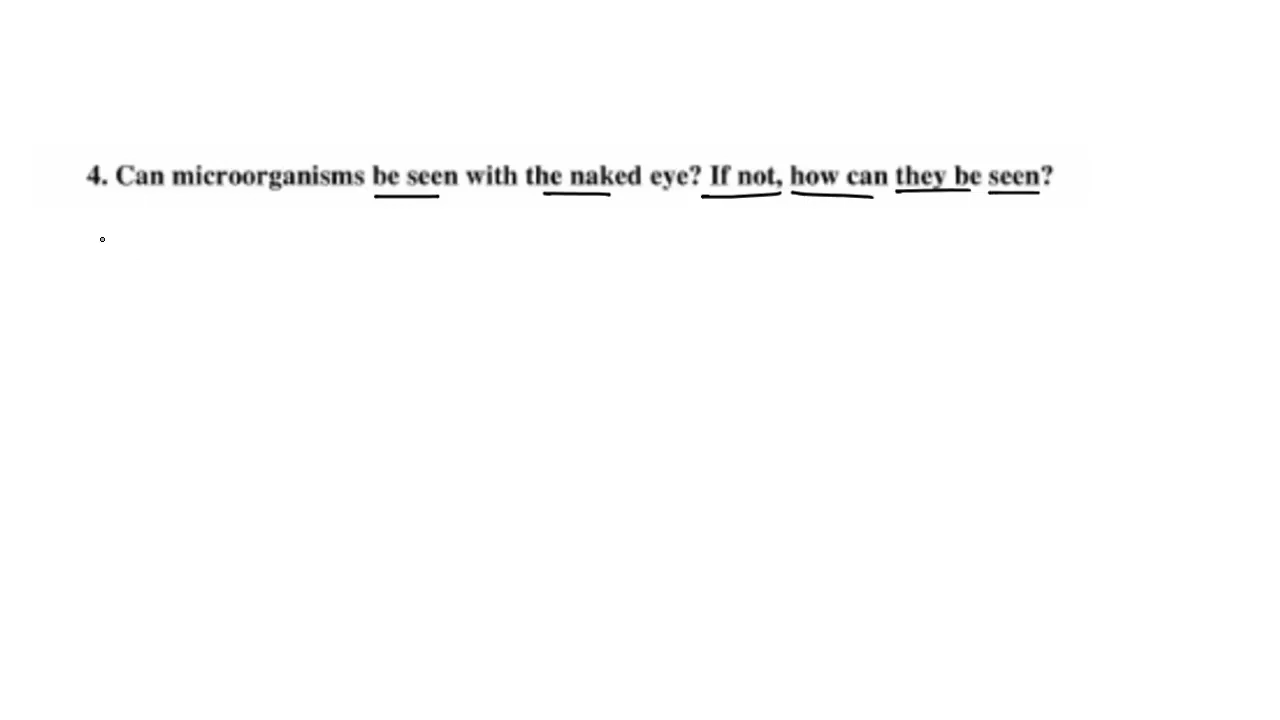 4. Can microorganisms be seen with the naked eye? If not, how can they be seen?